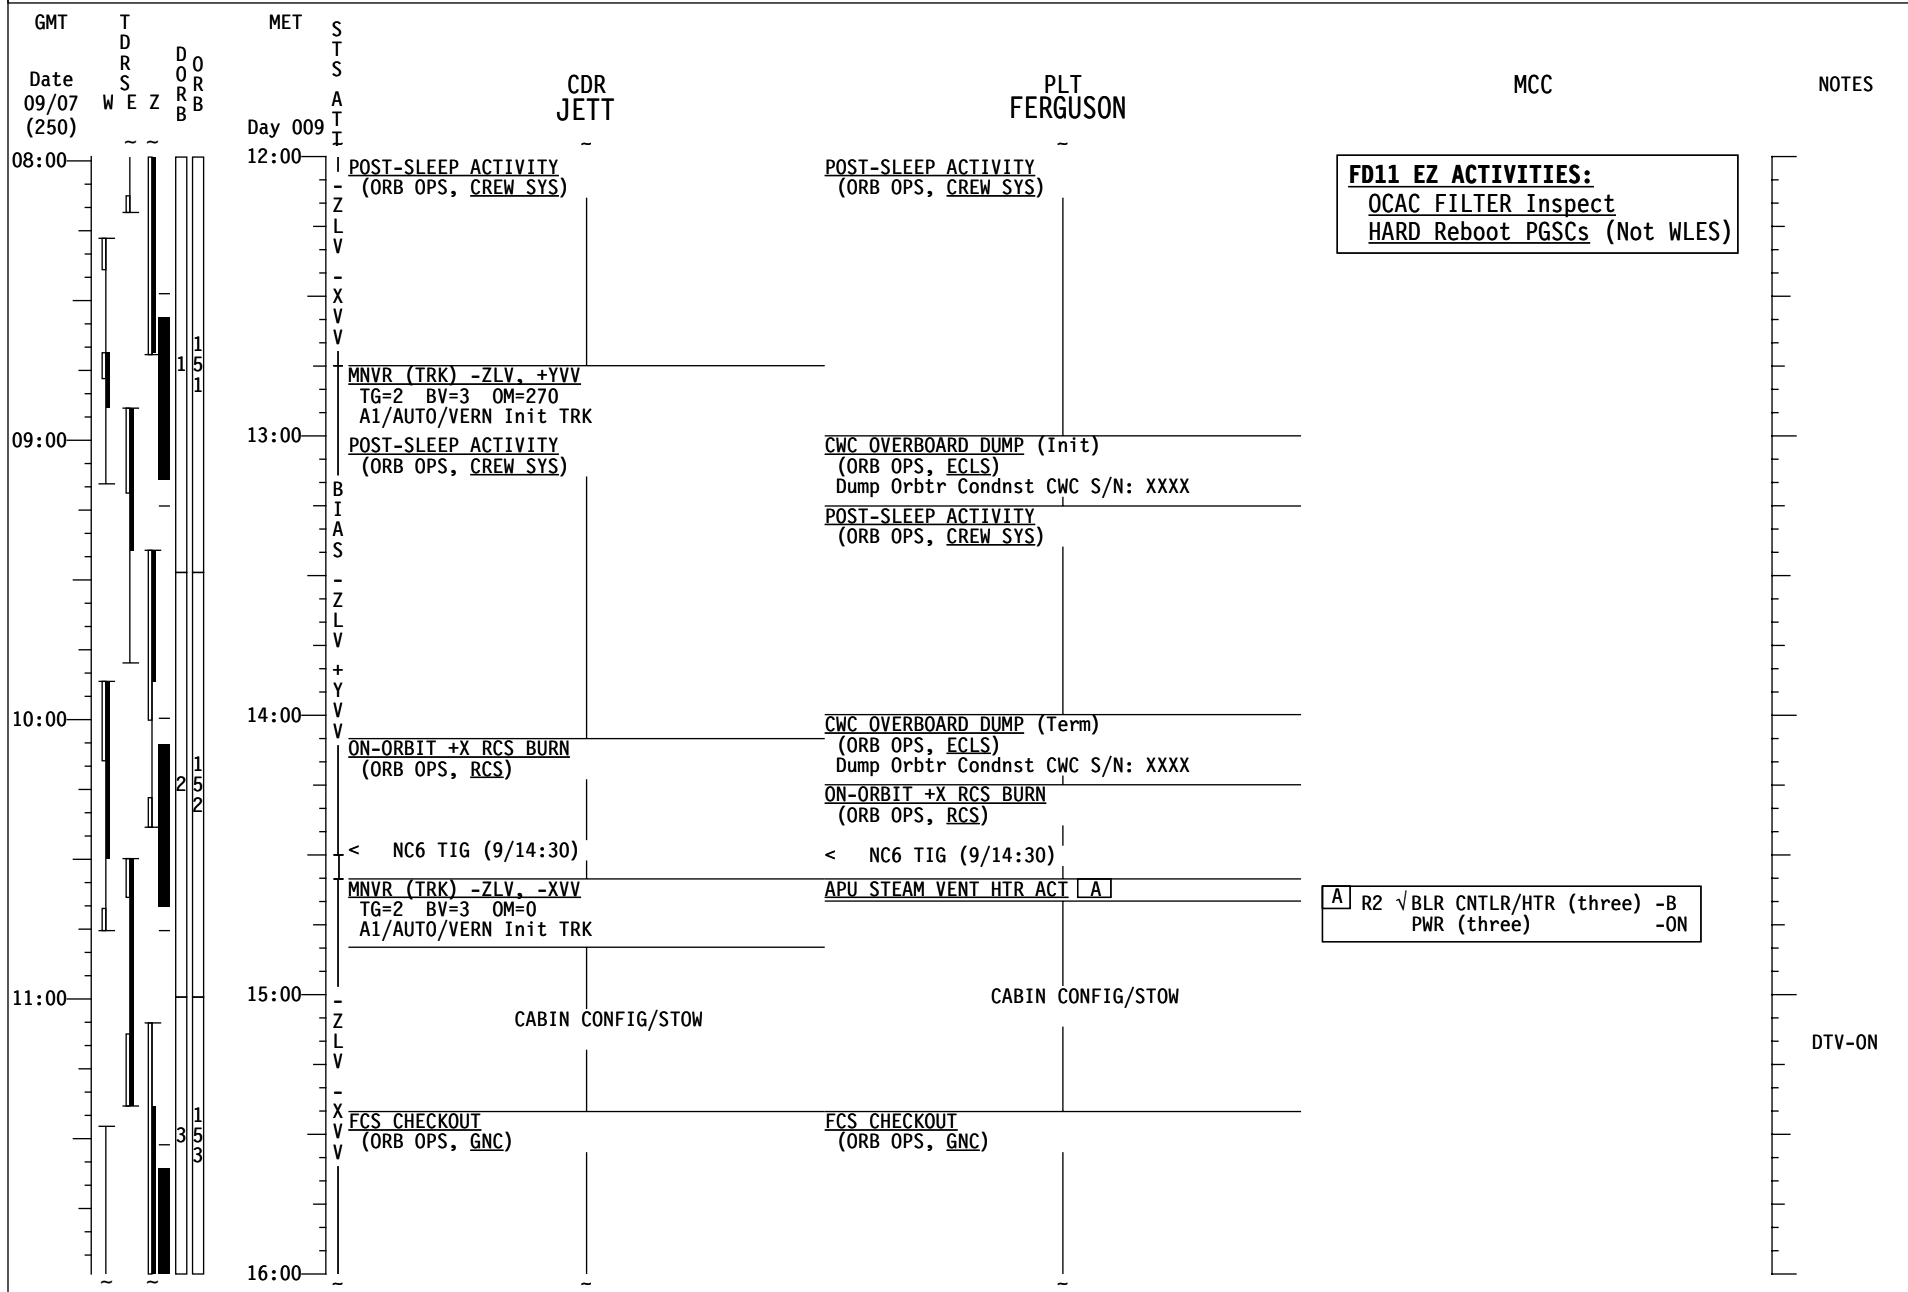 GMT
TDRS
W E Z
DORB
ORB
MET
STS ATT
Date
09/07
(250)
Day 009
CDR
JETT
PLT
FERGUSON
MCC
NOTES
~ ~ ~ ~
08:00
09:00
10:00
11:00
1
2
3
151
152
153
12:00
13:00
14:00
15:00
16:00
-ZLV -XVV
BIAS -ZLV +YVV
-ZLV -XVV
POST-SLEEP ACTIVITY
(ORB OPS, CREW SYS)
MNVR (TRK) -ZLV, +YVV
TG=2 BV=3 OM=270
A1/AUTO/VERN Init TRK
POST-SLEEP ACTIVITY
(ORB OPS, CREW SYS)
ON-ORBIT +X RCS BURN
(ORB OPS, RCS)
< NC6 TIG (9/14:30)
MNVR (TRK) -ZLV, -XVV
TG=2 BV=3 OM=0
A1/AUTO/VERN Init TRK
CABIN CONFIG/STOW
FCS CHECKOUT
(ORB OPS, GNC)
POST-SLEEP ACTIVITY
(ORB OPS, CREW SYS)
CWC OVERBOARD DUMP (Init)
(ORB OPS, ECLS)
Dump Orbtr Condnst CWC S/N: XXXX
POST-SLEEP ACTIVITY
(ORB OPS, CREW SYS)
CWC OVERBOARD DUMP (Term)
(ORB OPS, ECLS)
Dump Orbtr Condnst CWC S/N: XXXX
ON-ORBIT +X RCS BURN
(ORB OPS, RCS)
< NC6 TIG (9/14:30)
APU STEAM VENT HTR ACT A
CABIN CONFIG/STOW
FCS CHECKOUT
(ORB OPS, GNC)
FD11 EZ ACTIVITIES:
OCAC FILTER Inspect
HARD Reboot PGSCs (Not WLES)
A R2 √BLR CNTLR/HTR (three) -B
PWR (three) -ON
DTV-ON
~ ~ ~ ~ ~